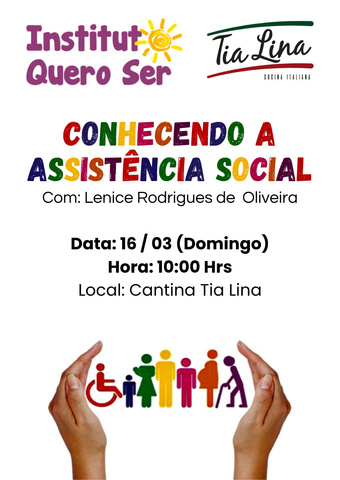 Instituto
Quero Ser
Tia Lina
CUCINA ITALIANA
CONHECENDO A
ASSISTÊNCIA SOCIAL
Com: Lenice Rodrigues de Oliveira
Data: 16 / 03 (Domingo)
Hora: 10:00 Hrs
Local: Cantina Tia Lina